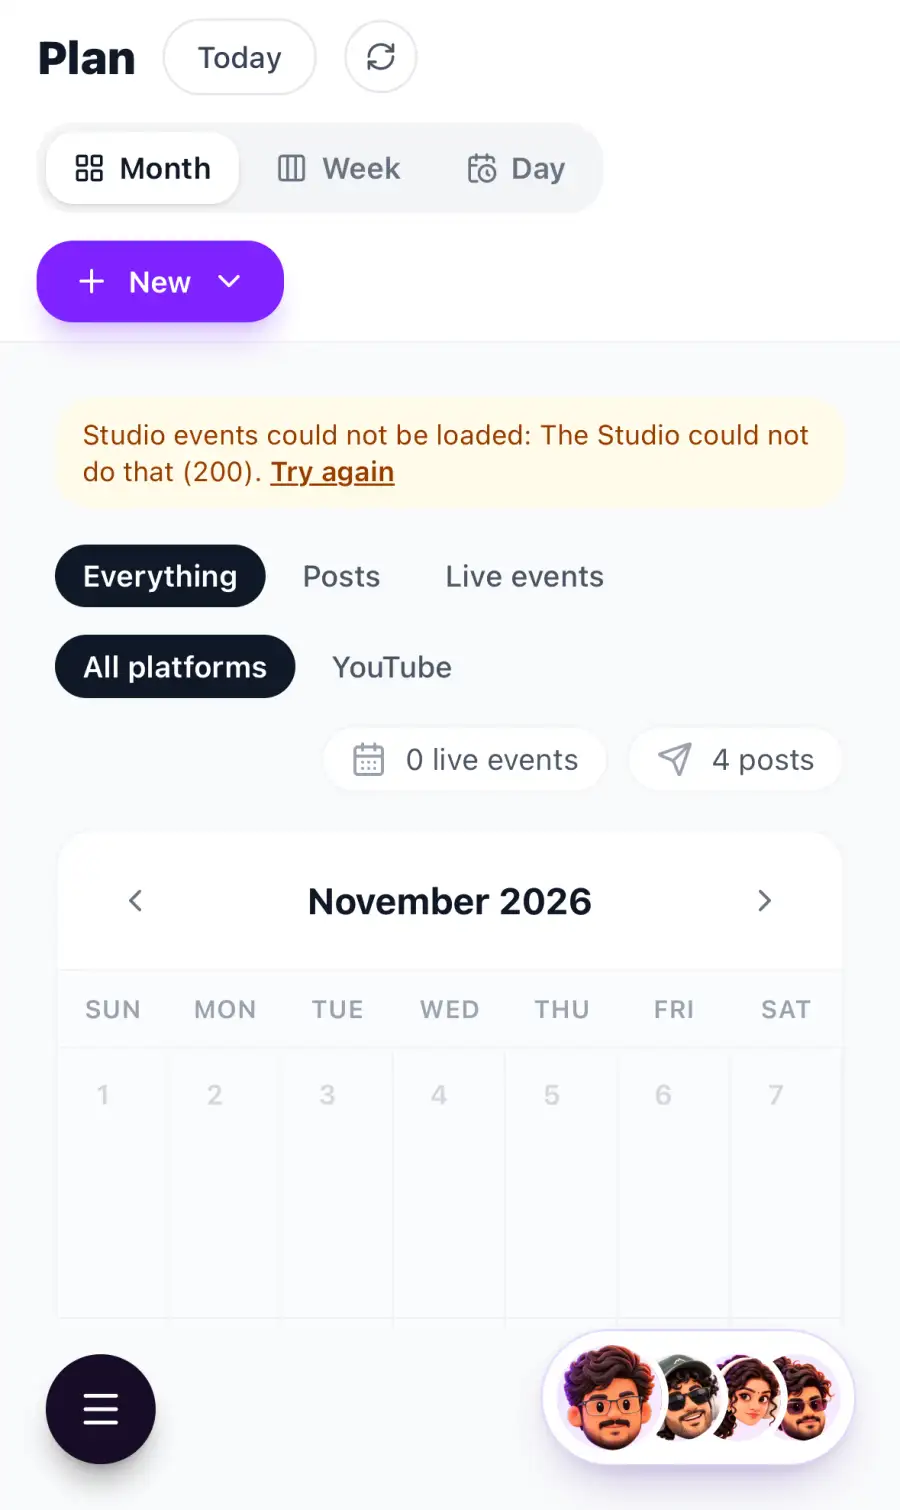 Plan Today
Month Week Day
New
Studio events could not be loaded: The Studio could not
do that (200). Try again
Everything Posts Live events
All platforms YouTube
0 live events 4 posts
November 2026
SUN MON TUE WED THU FRI SAT
1 2 3 4 5 6 7